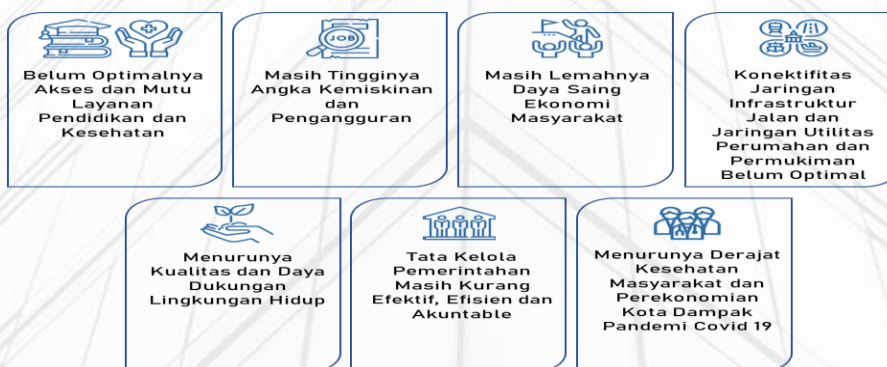 Belum Optimalnya
Akses dan Mutu
Layanan
Pendidikan dan
Kesehatan
JOB
Masih Tingginya
Angka Kemiskinan
dan
Pengangguran
Masih Lemahnya
Daya Saing
Ekonomi
Masyarakat
Konektifitas
Jaringan
Infrastruktur
Jalan dan
Jaringan Utilitas
Perumahan dan
Permukiman
Belum Optimal
Menurunya
Kualitas dan Daya
Dukungan
Lingkungan Hidup
Tata Kelola
Pemerintahan
Masih Kurang
Efektif, Efisien dan
Akuntable
Menurunya Derajat
Kesehatan
Masyarakat dan
Perekonomian
Kota Dampak
Pandemi Covid 19